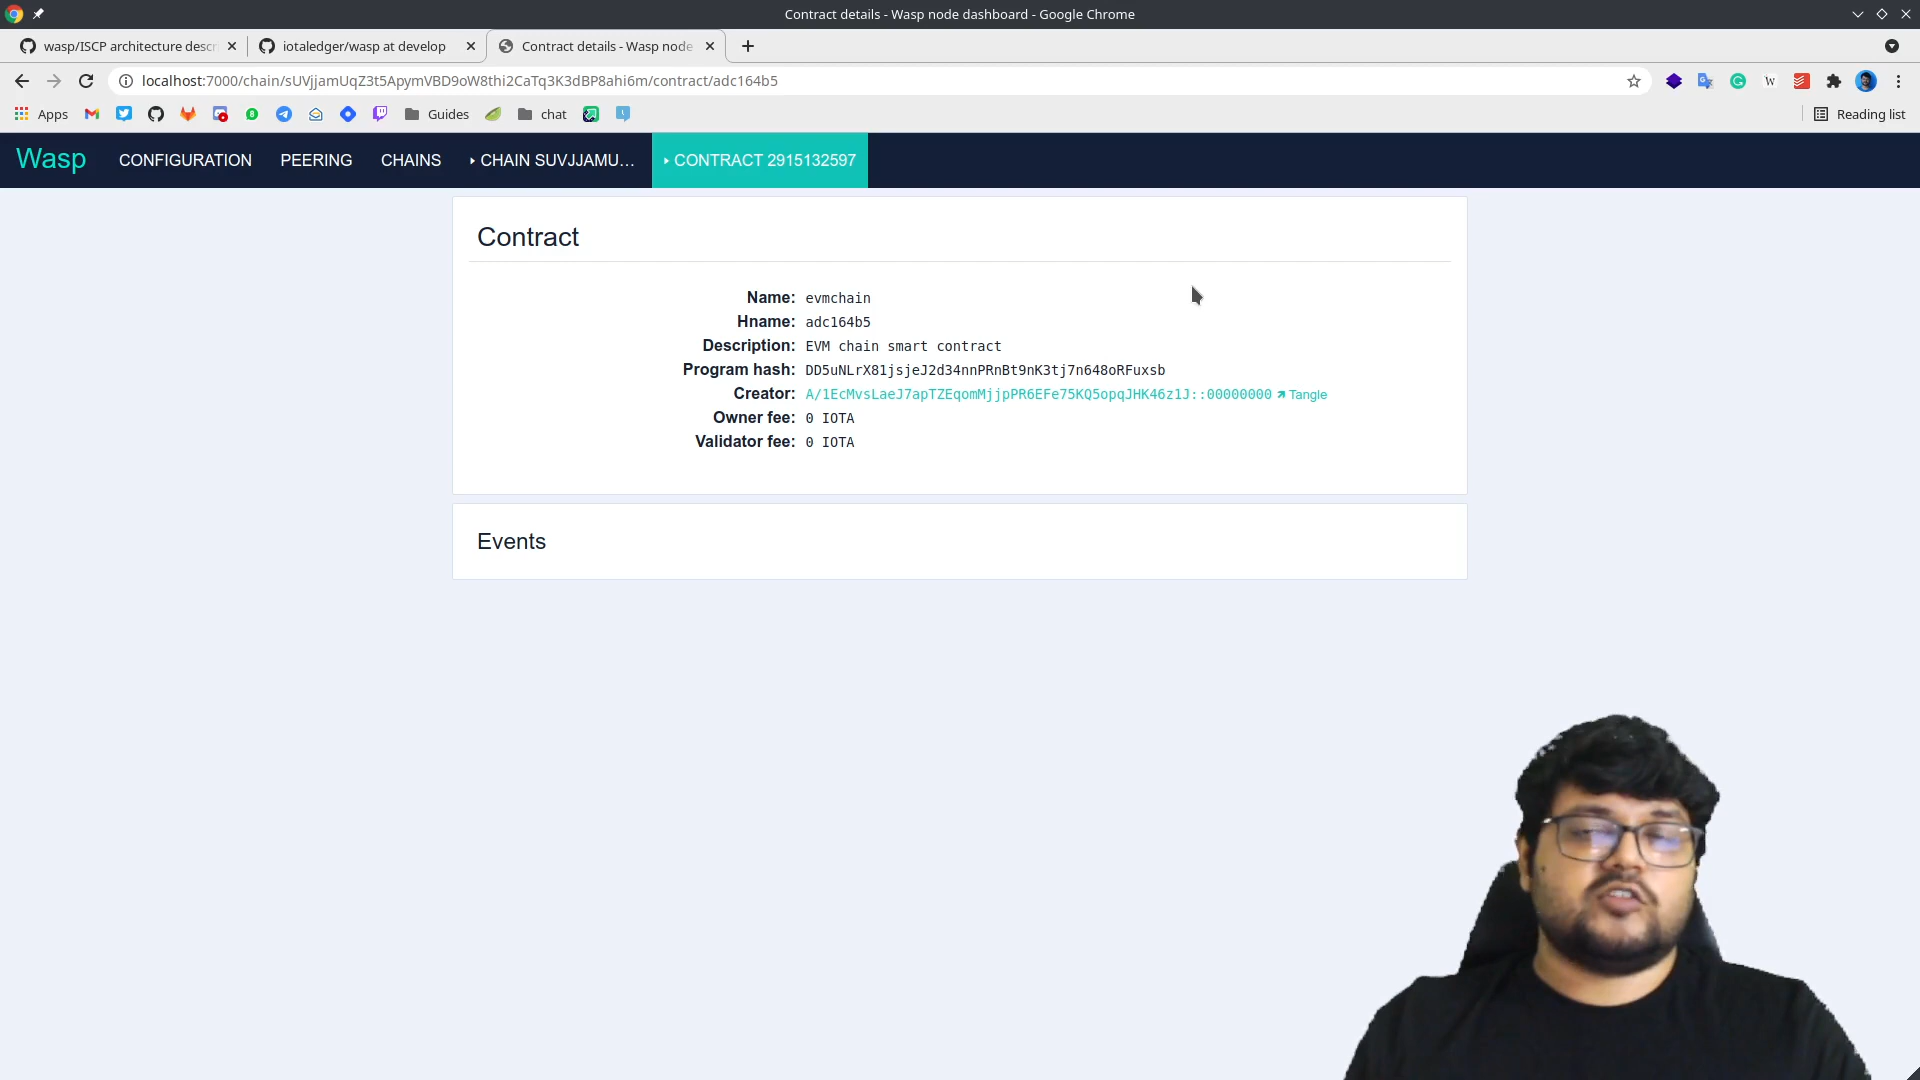 Contract details - Wasp node dashboard - Google Chrome
wasp/ISCP architecture descr
iotaledger/wasp at develop
Contract details - Wasp node
localhost:7000/chain/sUVjjamUqZ3t5ApymVBD9oW8thi2CaTq3K3dBP8ahi6m/contract/adc164b5
Apps
Guides
chat
Reading list
Wasp
CONFIGURATION
PEERING
CHAINS
CHAIN SUVJJAMU…
CONTRACT 2915132597
Contract
Name: evmchain
Hname: adc164b5
Description: EVM chain smart contract
Program hash: DD5uNLrX81jsjeJ2d34nnPRnBt9nK3tj7n648oRFuxsb
Creator: A/1EcMvsLaeJ7apTZEqomMjjpPR6EFe75KQ5opqJHK46z1J::00000000 Tangle
Owner fee: 0 IOTA
Validator fee: 0 IOTA
Events